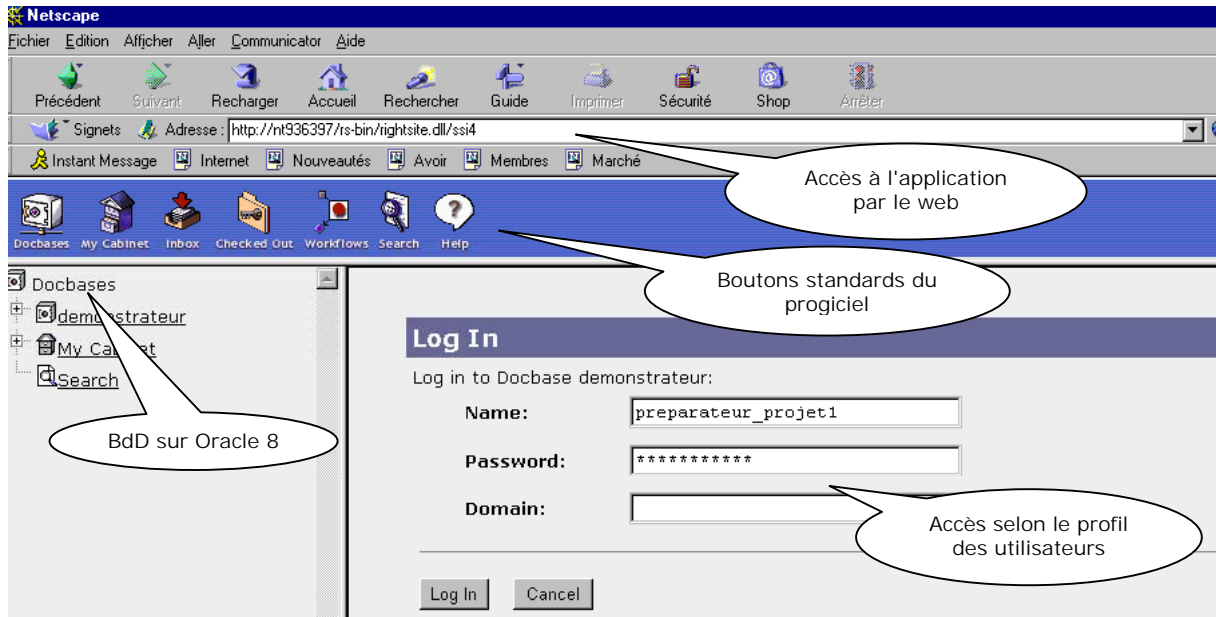 Netscape
Fichier Edition Afficher Aller Communicator Aide
Précédent Suivant Recharger Accueil Rechercher Guide Imprimer Sécurité Shop Arrêter
Signets Adresse : http://nt936397/rs-bin/rightsite.dll/ssi4
Instant Message Internet Nouveautés Avoir Membres Marché
Accès à l'application
par le web
Docbases My Cabinet Inbox Checked Out Workflows Search Help
Boutons standards du
progiciel
Docbases
demonstrateur
My Cabinet
Search
BdD sur Oracle 8
Log In
Log in to Docbase demonstrateur:
Name: preparateur_projet1
Password: ***********
Domain:
Accès selon le profil
des utilisateurs
Log In Cancel